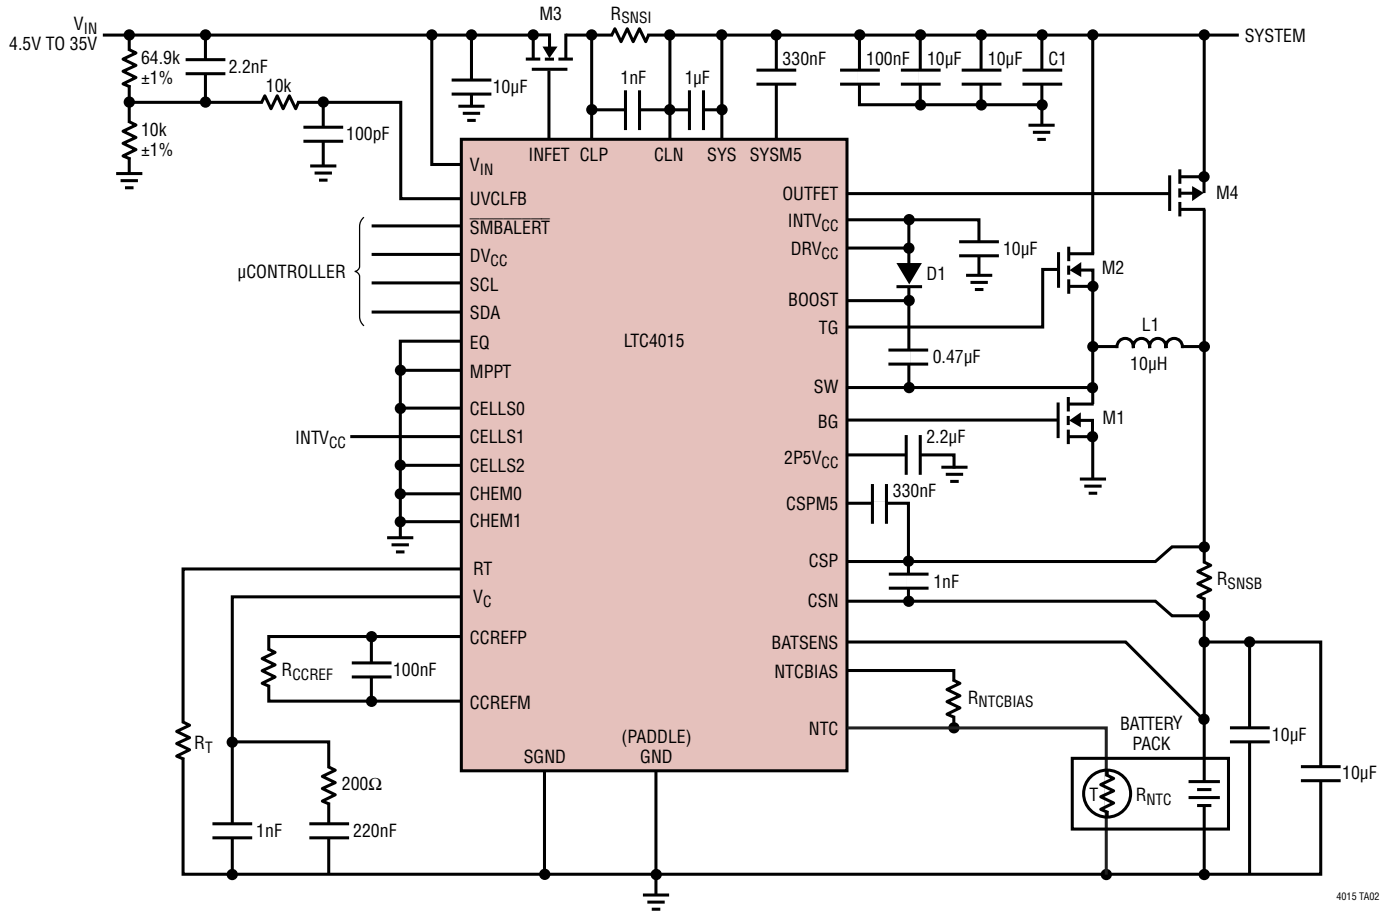 VIN
4.5V TO 35V
64.9k
±1%
2.2nF
10k
10k
±1%
100pF
10µF
M3
RSNSI
1nF
1µF
330nF
100nF
10µF
10µF
C1
SYSTEM
INFET
CLP
CLN
SYS
SYSM5
VIN
UVCLFB
SMBALERT
DVCC
SCL
SDA
µCONTROLLER
EQ
MPPT
CELLS0
INTVCC
CELLS1
CELLS2
CHEM0
CHEM1
RT
VC
CCREFP
RCCREF
100nF
CCREFM
RT
200Ω
1nF
220nF
LTC4015
SGND
(PADDLE)
GND
OUTFET
M4
INTVCC
DRVCC
10µF
D1
BOOST
TG
M2
0.47µF
L1
10µH
SW
BG
M1
2P5VCC
2.2µF
CSPM5
330nF
CSP
1nF
CSN
RSNSB
BATSENS
NTCBIAS
RNTCBIAS
NTC
BATTERY
PACK
T
RNTC
10µF
10µF
4015 TA02